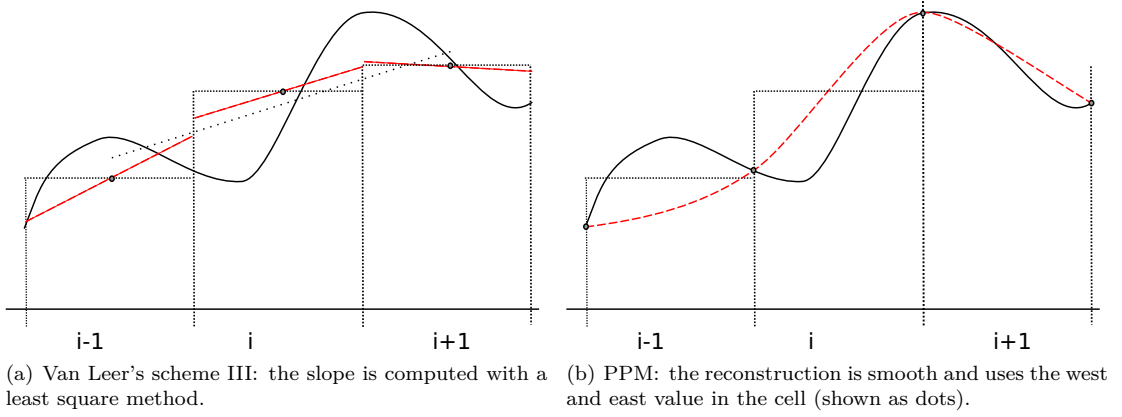 i-1
i
i+1
i-1
i
i+1
(a) Van Leer's scheme III: the slope is computed with a
least square method.
(b) PPM: the reconstruction is smooth and uses the west
and east value in the cell (shown as dots).